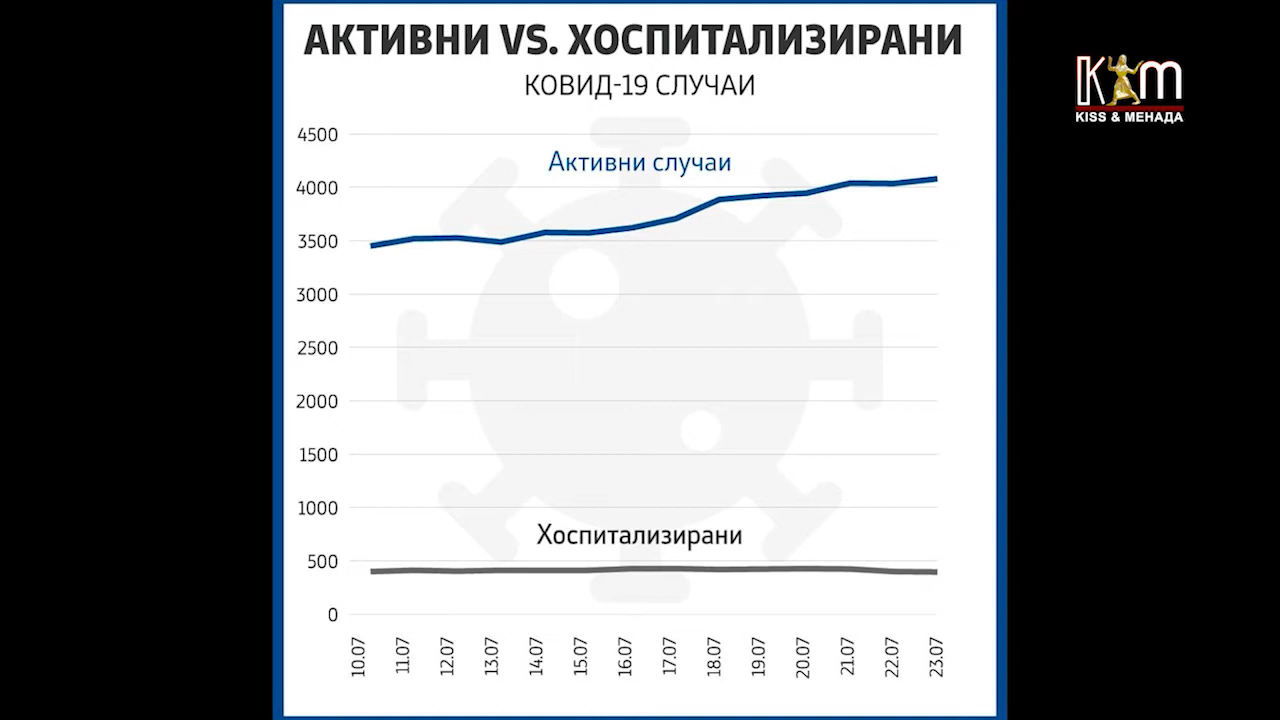 АКТИВНИ VS. ХОСПИТАЛИЗИРАНИ
КОВИД-19 СЛУЧАИ
KISS & МЕНАДА
4500
Активни случаи
4000
3500
3000
2500
2000
1500
1000
Хоспитализирани
500
0
10.07 11.07 12.07 13.07 14.07 15.07 16.07 17.07 18.07 19.07 20.07 21.07 22.07 23.07